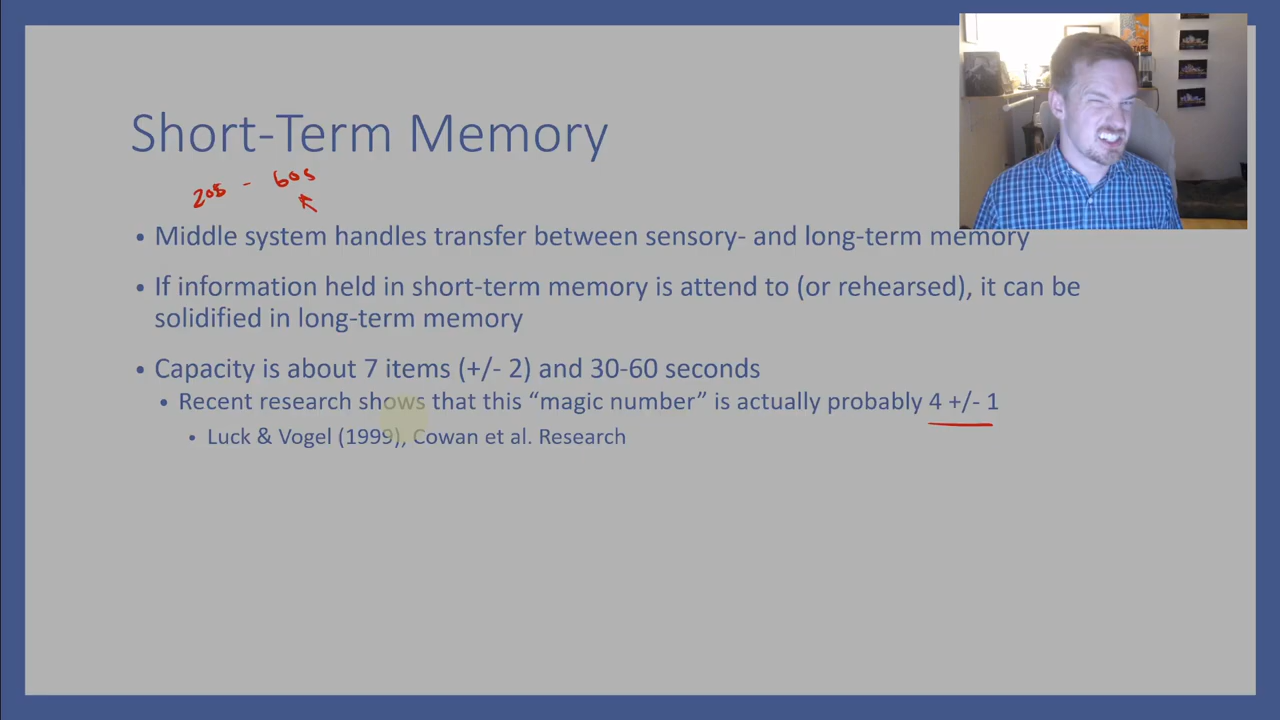 Short-Term Memory
20s - 60s
• Middle system handles transfer between sensory- and long-term memory
• If information held in short-term memory is attend to (or rehearsed), it can be
solidified in long-term memory
• Capacity is about 7 items (+/- 2) and 30-60 seconds
• Recent research shows that this “magic number” is actually probably 4 +/- 1
• Luck & Vogel (1999), Cowan et al. Research